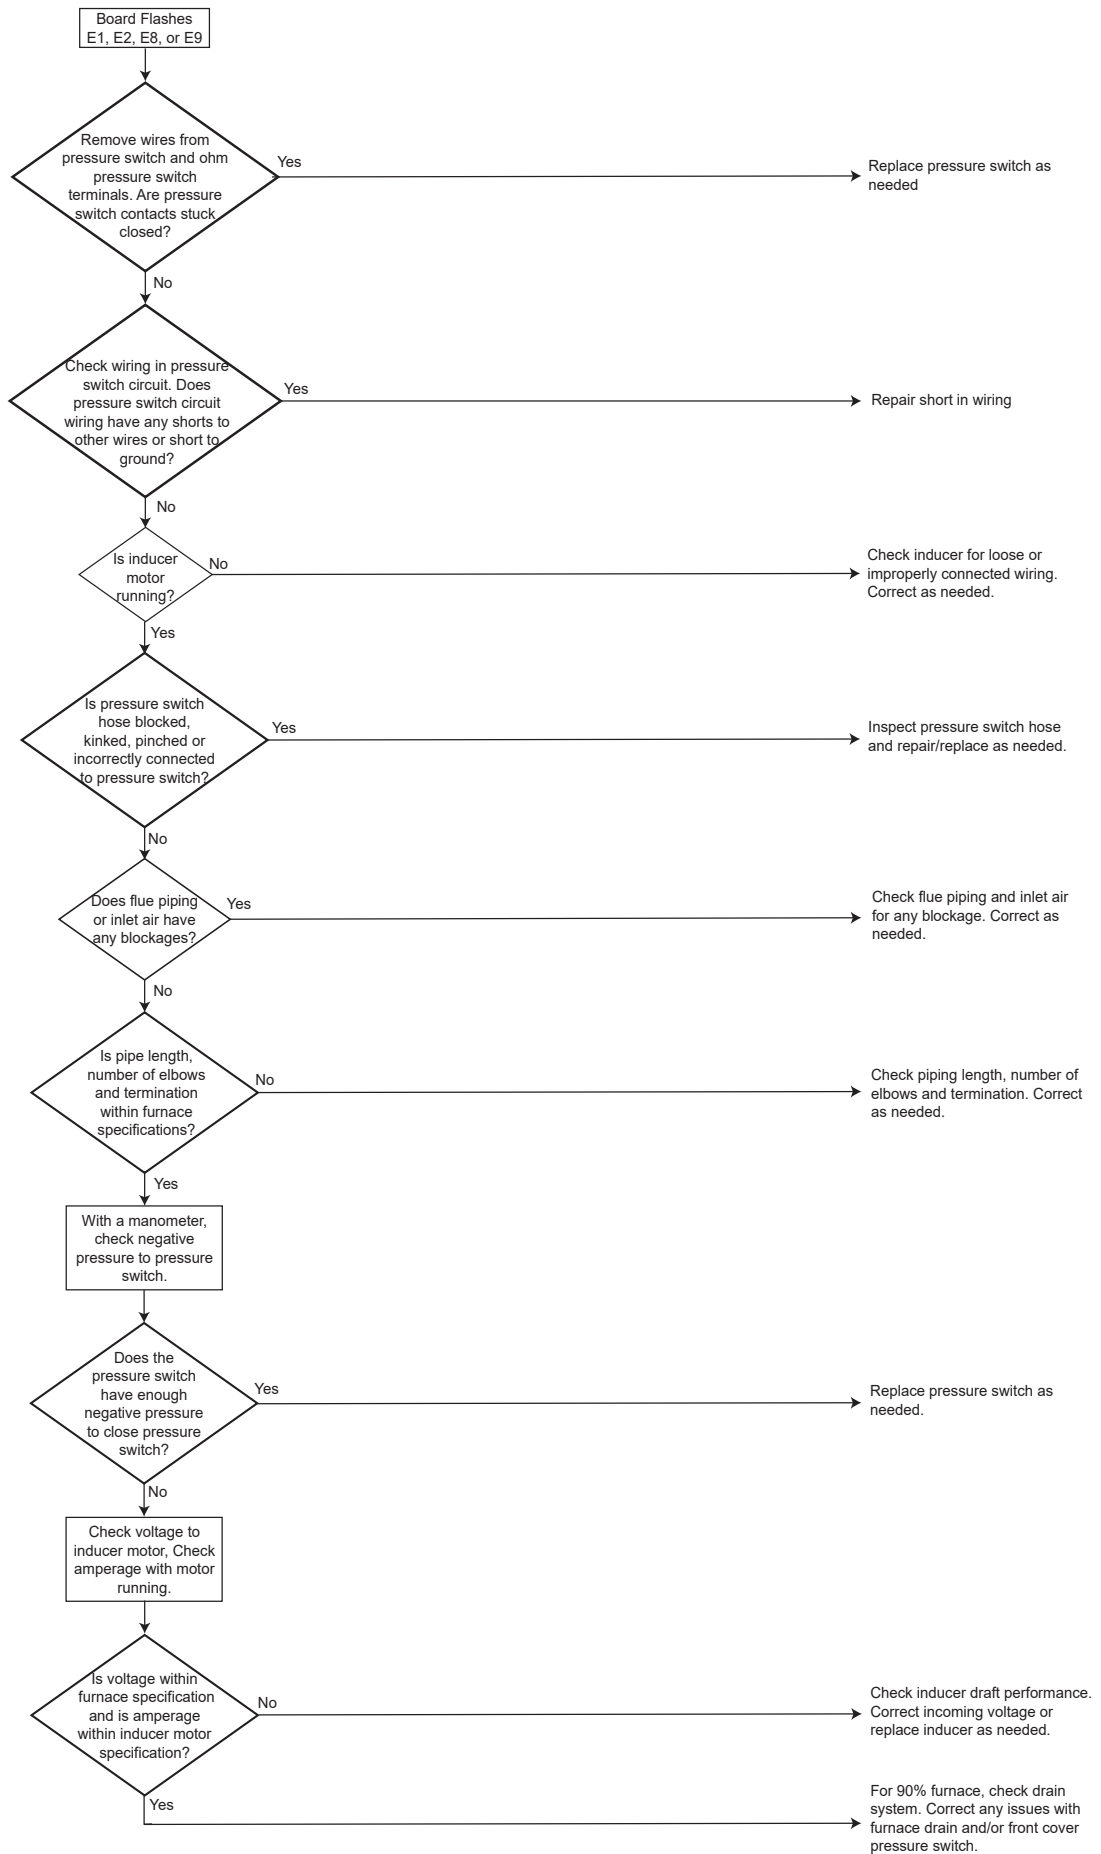 Board Flashes
E1, E2, E8, or E9
Remove wires from
pressure switch and ohm
pressure switch
terminals. Are pressure
switch contacts stuck
closed?
Yes
Replace pressure switch as
needed
No
Check wiring in pressure
switch circuit. Does
pressure switch circuit
wiring have any shorts to
other wires or short to
ground?
Yes
Repair short in wiring
No
Is inducer
motor
running?
No
Check inducer for loose or
improperly connected wiring.
Correct as needed.
Yes
Is pressure switch
hose blocked,
kinked, pinched or
incorrectly connected
to pressure switch?
Yes
Inspect pressure switch hose
and repair/replace as needed.
No
Does flue piping
or inlet air have
any blockages?
Yes
Check flue piping and inlet air
for any blockage. Correct as
needed.
No
Is pipe length,
number of elbows
and termination
within furnace
specifications?
No
Check piping length, number of
elbows and termination. Correct
as needed.
Yes
With a manometer,
check negative
pressure to pressure
switch.
Does the
pressure switch
have enough
negative pressure
to close pressure
switch?
Yes
Replace pressure switch as
needed.
No
Check voltage to
inducer motor, Check
amperage with motor
running.
Is voltage within
furnace specification
and is amperage
within inducer motor
specification?
No
Check inducer draft performance.
Correct incoming voltage or
replace inducer as needed.
Yes
For 90% furnace, check drain
system. Correct any issues with
furnace drain and/or front cover
pressure switch.